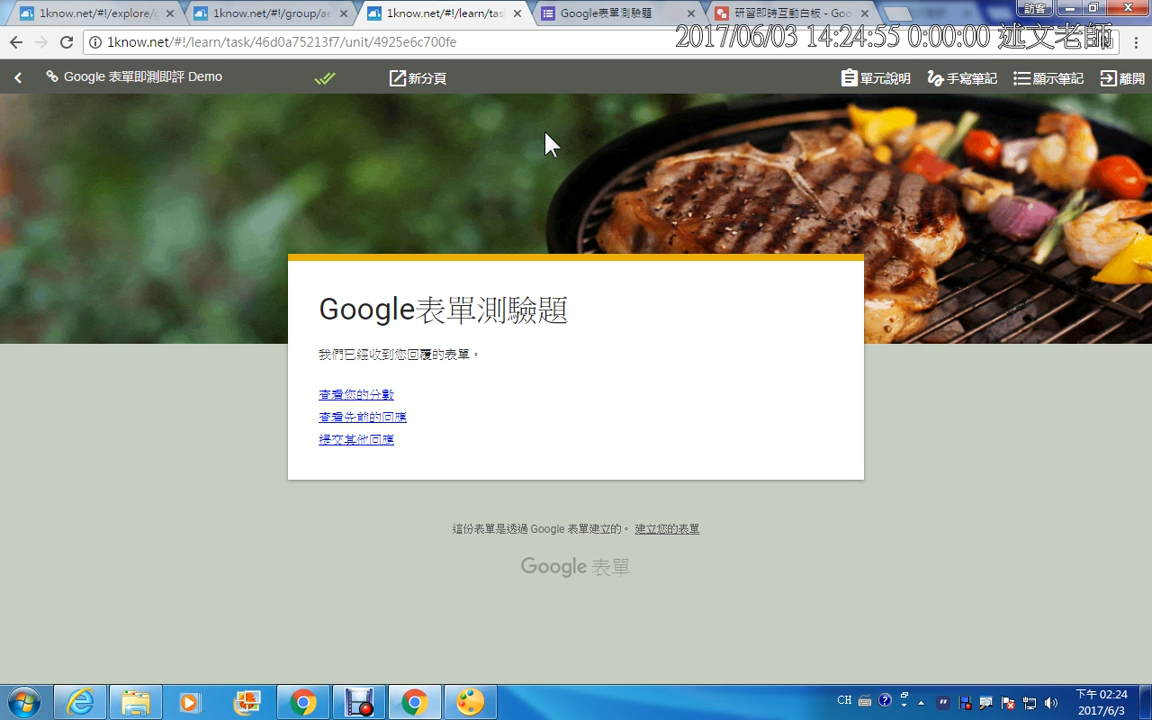 1know.net/#!/explore/g
1know.net/#!/group/ae
1know.net/#!/learn/tas
Google表單測驗題
研習即時互動白板 - Goo
訪客
1know.net/#!/learn/task/46d0a75213f7/unit/4925e6c700fe
2017/06/03 14:24:55 0:00:00 述文老師
Google 表單即測即評 Demo
新分頁
單元說明
手寫筆記
顯示筆記
離開
Google表單測驗題
我們已經收到您回覆的表單。
查看您的分數
查看先前的回應
提交其他回應
這份表單是透過 Google 表單建立的。 建立您的表單
Google 表單
CH
下午 02:24
2017/6/3